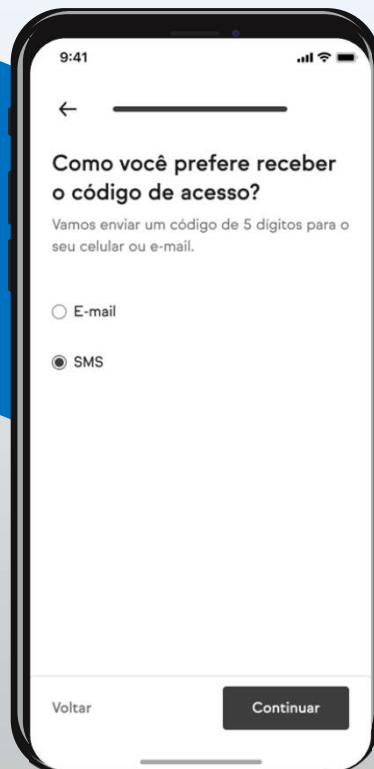 9:41
Como você prefere receber
o código de acesso?
Vamos enviar um código de 5 dígitos para o
seu celular ou e-mail.
E-mail
SMS
Voltar
Continuar